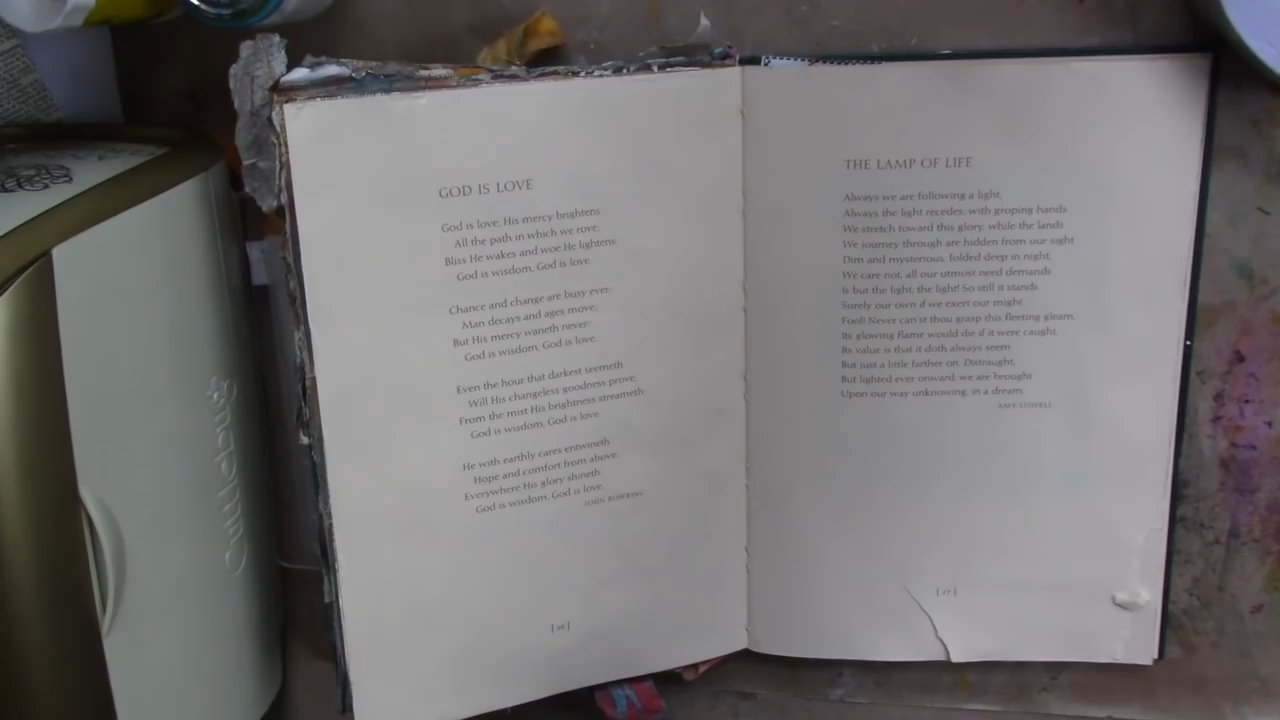 GOD IS LOVE
God is love; His mercy brightens
All the path in which we rove;
Bliss He wakes and woe He lightens
God is wisdom, God is love.
Chance and change are busy ever;
Man decays and ages move;
But His mercy waneth never
God is wisdom, God is love.
Even the hour that darkest seemeth
Will His changeless goodness prove;
From the mist His brightness streameth
God is wisdom, God is love.
He with earthly cares entwineth
Hope and comfort from above;
Everywhere His glory shineth
God is wisdom, God is love.
JOHN BOWRING
[ 26 ]
THE LAMP OF LIFE
Always we are following a light,
Always the light recedes; with groping hands
We stretch toward this glory, while the lands
We journey through are hidden from our sight
Dim and mysterious, folded deep in night,
We care not, all our utmost need demands
Is but the light, the light! So still it stands
Surely our own if we exert our might.
Fool! Never can'st thou grasp this fleeting gleam,
Its glowing flame would die if it were caught,
Its value is that it doth always seem
But just a little farther on. Distraught,
But lighted ever onward, we are brought
Upon our way unknowing, in a dream.
AMY LOWELL
[ 27 ]
Cuttlebug